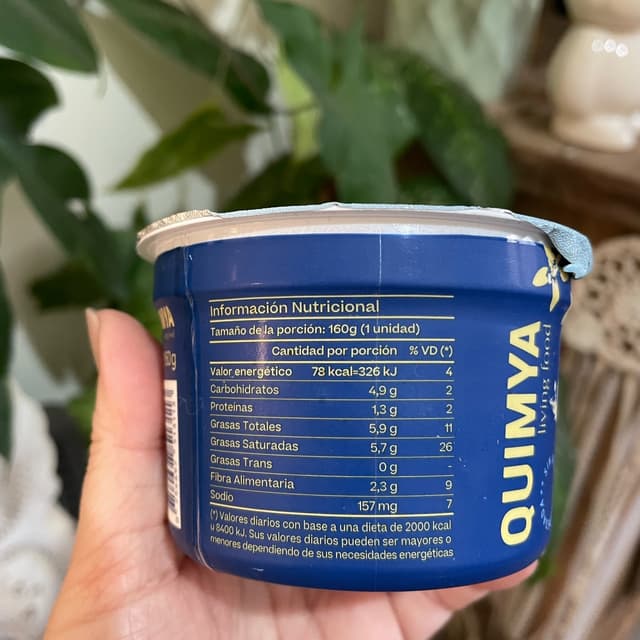 Información Nutricional
Tamaño de la porción: 160g (1 unidad)
Cantidad por porción % VD (*)
Valor energético 78 kcal=326 kJ 4
Carbohidratos 4,9 g 2
Proteinas 1,3 g 2
Grasas Totales 5,9 g 11
Grasas Saturadas 5,7 g 26
Grasas Trans 0 g -
Fibra Alimentaria 2,3 g 9
Sodio 157 mg 7
(*) Valores diarios con base a una dieta de 2000 kcal
u 8400 kJ. Sus valores diarios pueden ser mayores o
menores dependiendo de sus necesidades energéticas
QUIMYA
living food